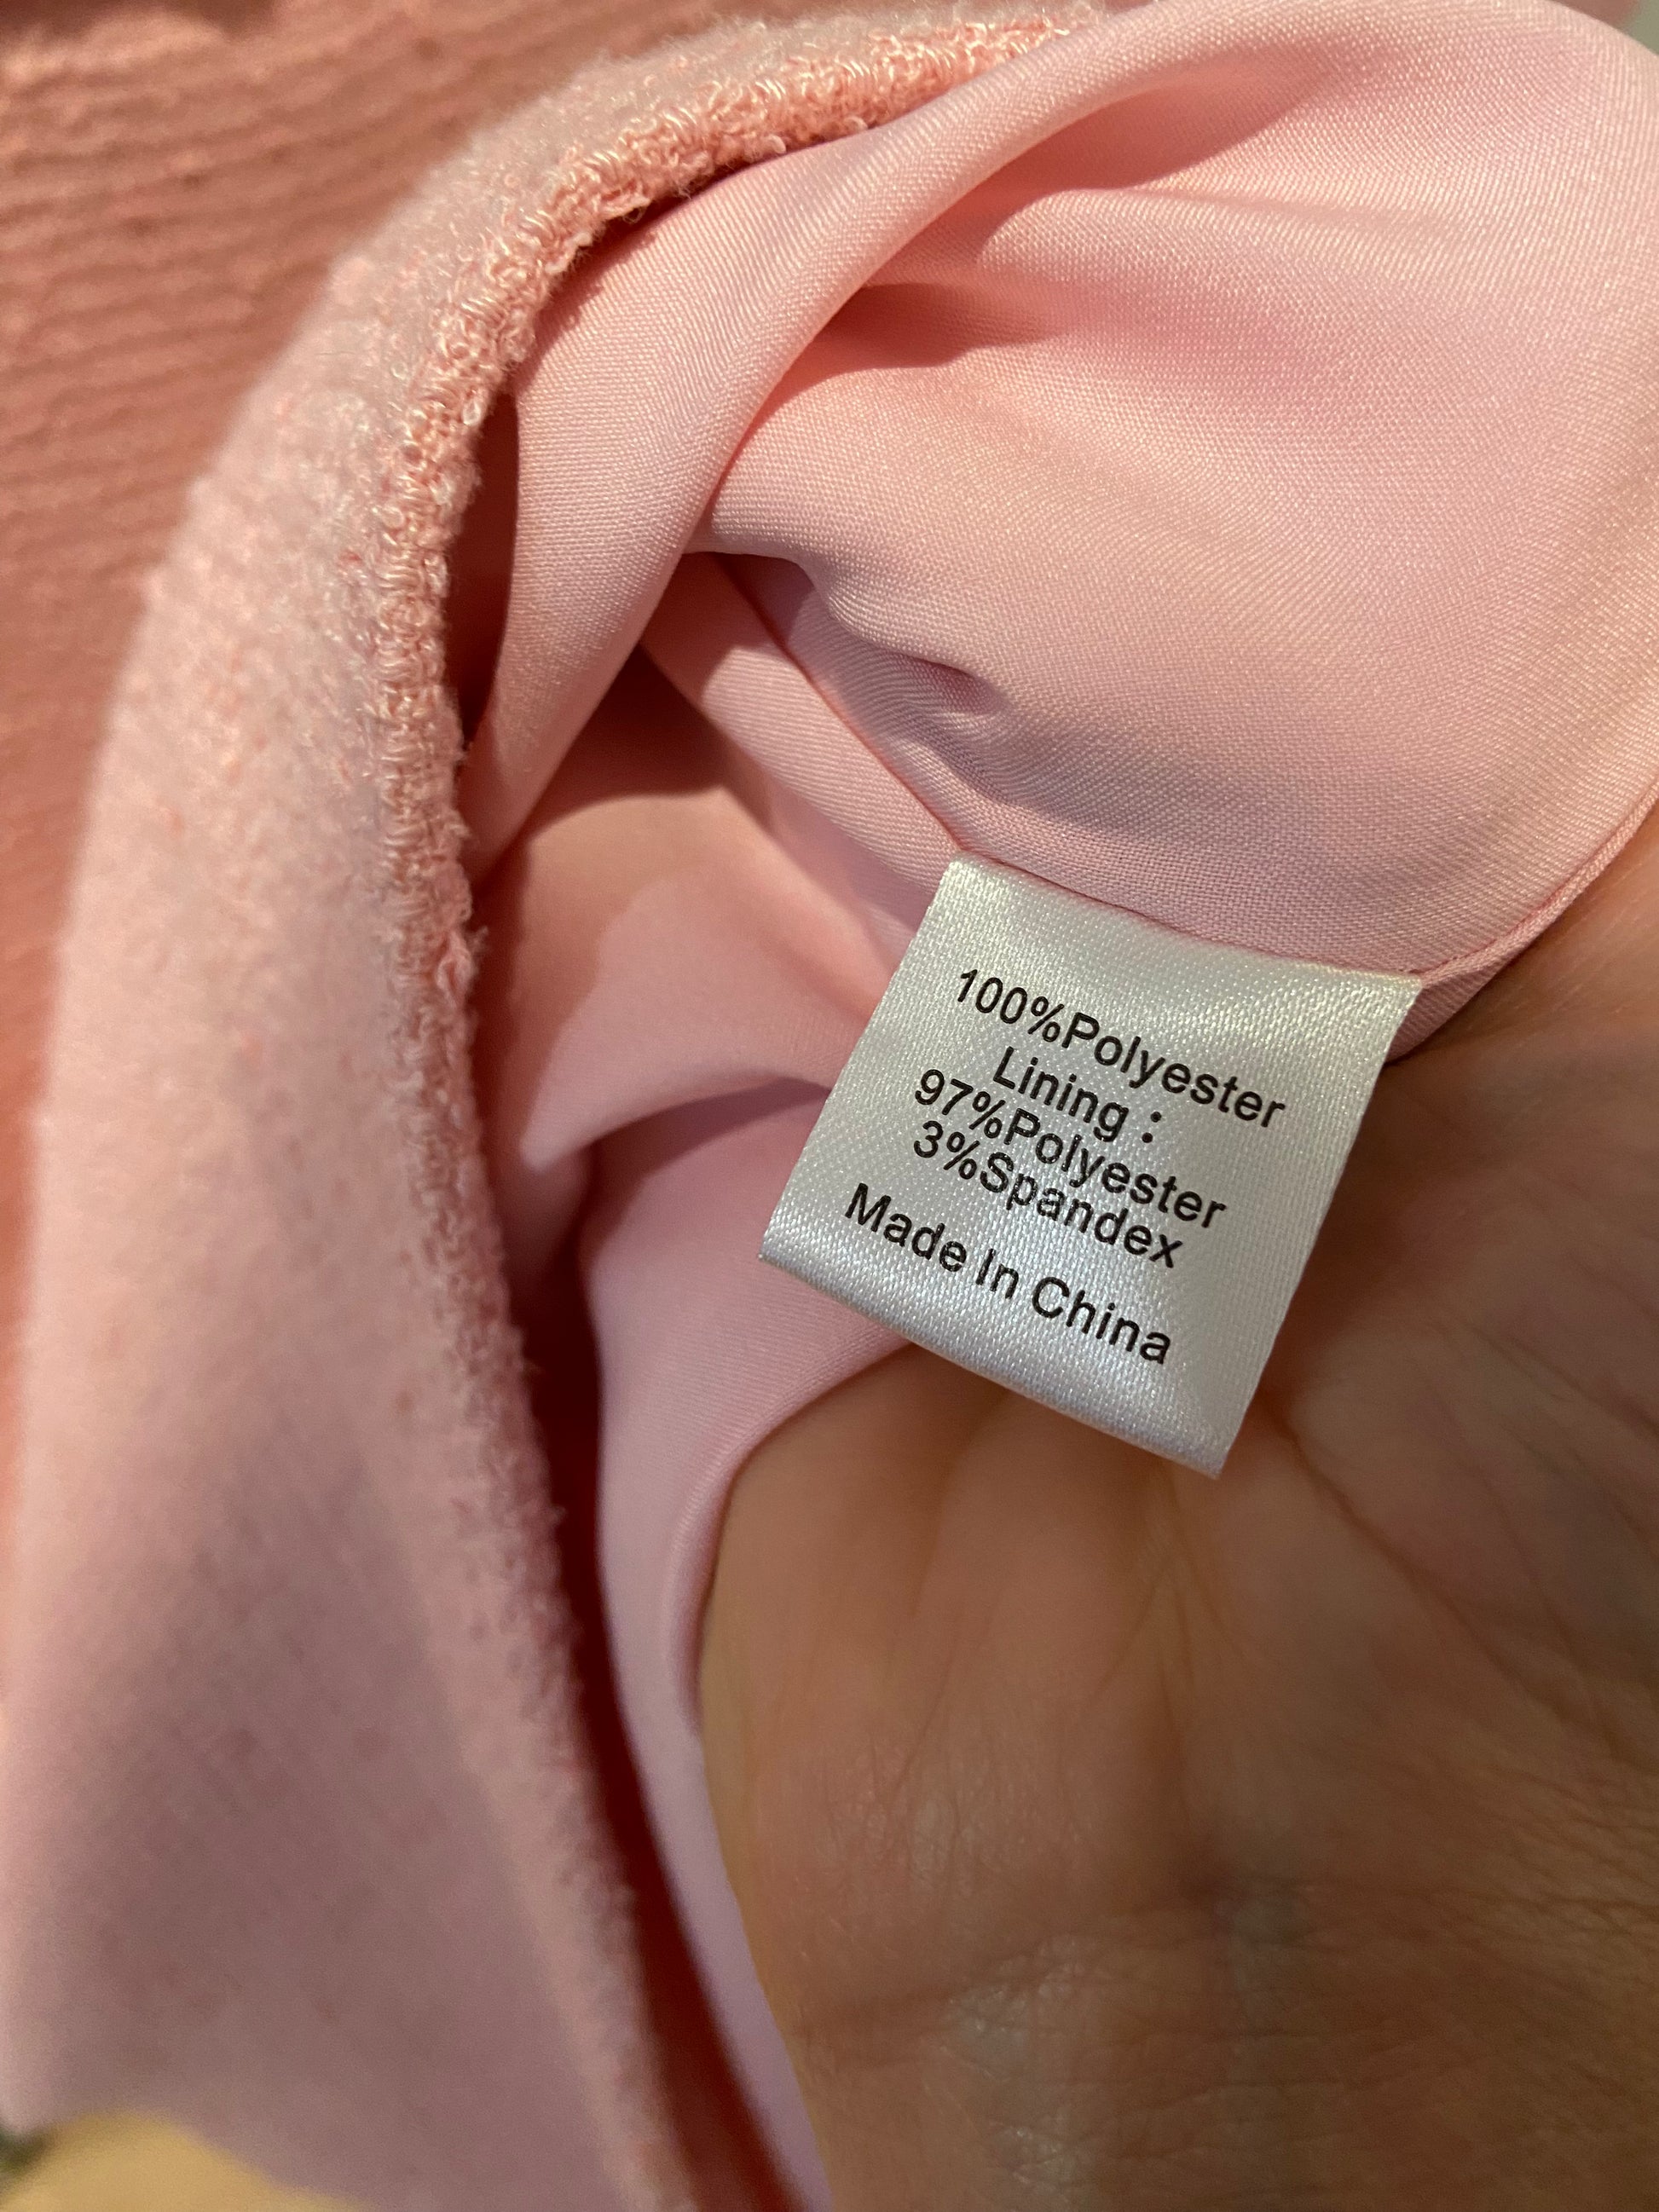 100%Polyester
Lining :
97%Polyester
3%Spandex
Made In China